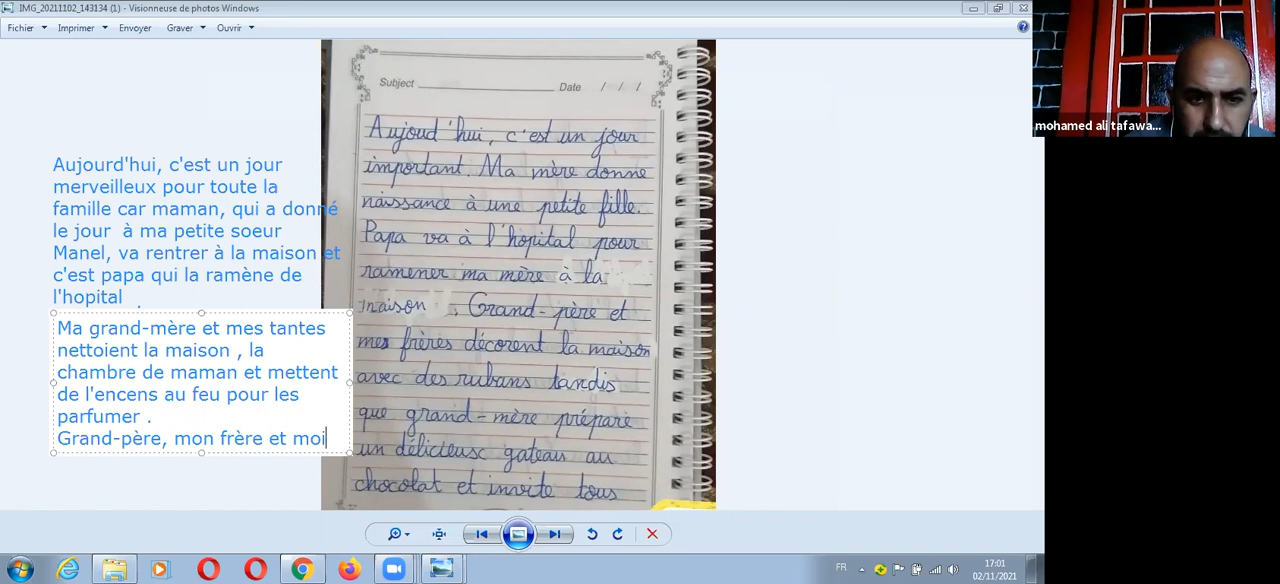 IMG_20211102_143134 (1) - Visionneuse de photos Windows
Fichier Imprimer Envoyer Graver Ouvrir
mohamed ali tafawa...
Subject Date / / /
Aujoud'hui, c'est un jour
important. Ma mère donne
naissance à une petite fille.
Papa va à l'hôpital pour
ramener ma mère à la
maison . Grand-père et
mes frères décorent la maison
avec des rubans tandis
que grand-mère prépare
un délicieux gateau au
chocolat et invite tous
Aujourd'hui, c'est un jour
merveilleux pour toute la
famille car maman, qui a donné
le jour à ma petite soeur
Manel, va rentrer à la maison et
c'est papa qui la ramène de
l'hopital .
Ma grand-mère et mes tantes
nettoient la maison , la
chambre de maman et mettent
de l'encens au feu pour les
parfumer .
Grand-père, mon frère et moi
FR
17:01
02/11/2021